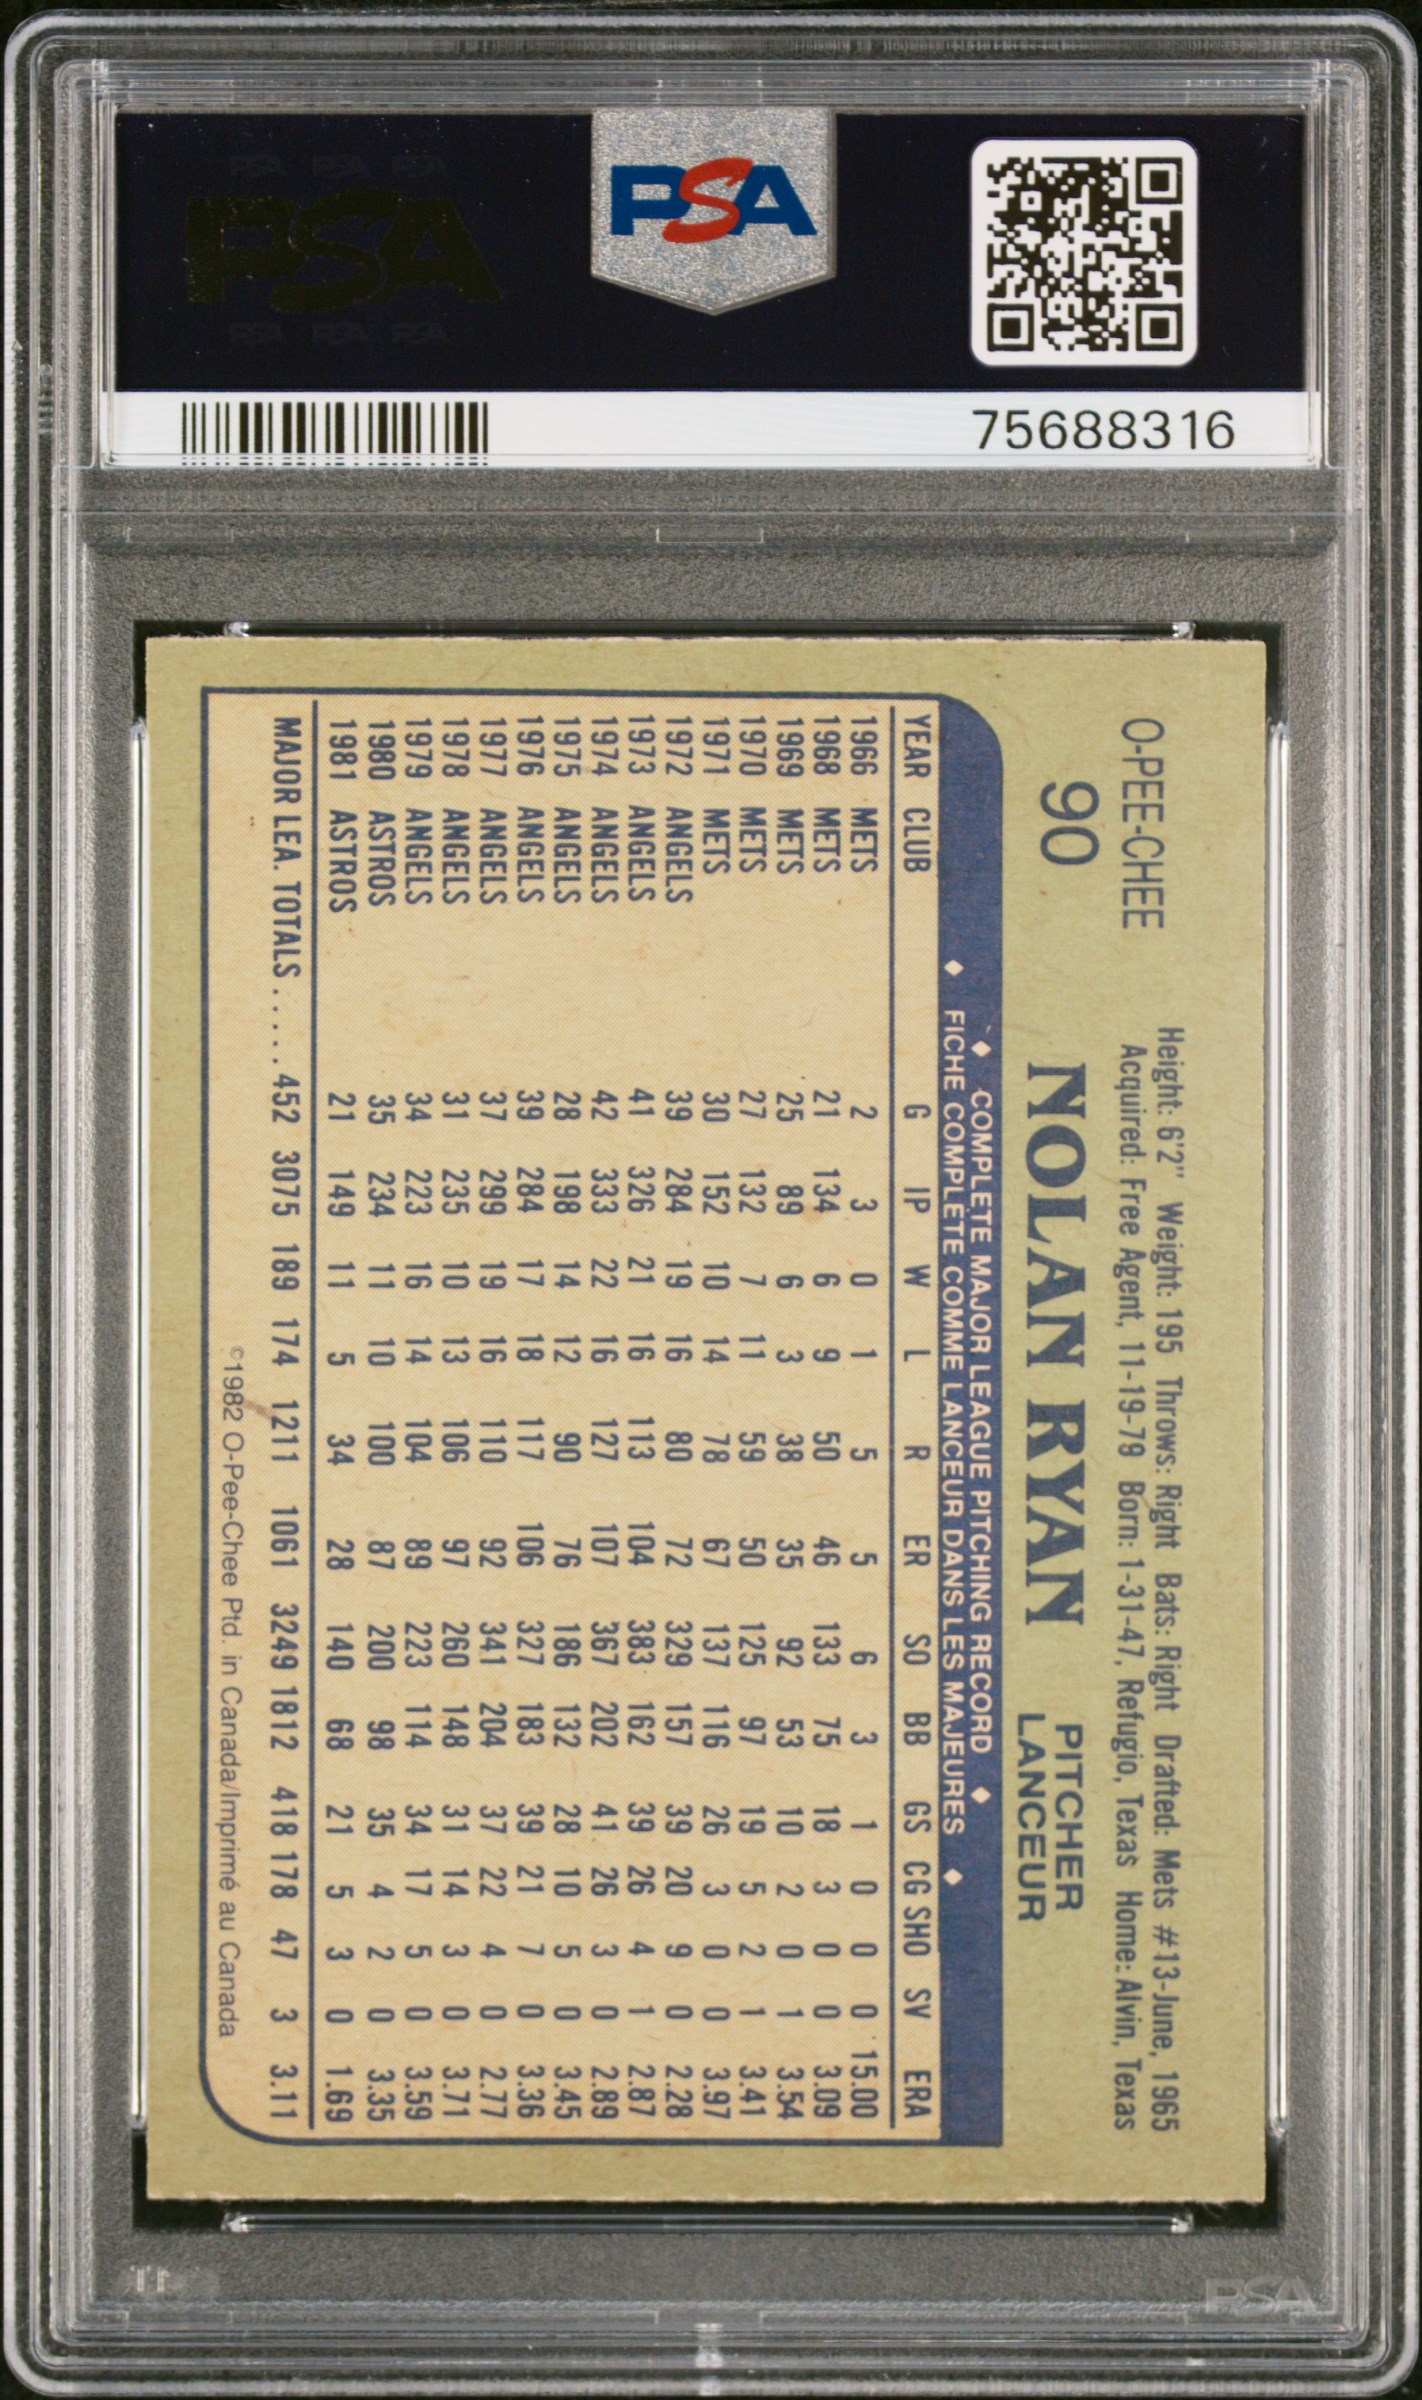 PSA PSA PSA
PSA
PSA PSA PSA
PSA
75688316
O-PEE-CHEE
Height: 6'2" Weight: 195 Throws: Right Bats: Right Drafted: Mets #13-June, 1965
Acquired: Free Agent, 11-19-79 Born: 1-31-47, Refugio, Texas Home: Alvin, Texas
90 NOLAN RYAN PITCHER
LANCEUR
♦ COMPLETE MAJOR LEAGUE PITCHING RECORD ♦
♦ FICHE COMPLÈTE COMME LANCEUR DANS LES MAJEURES ♦
YEAR CLUB G IP W L R ER SO BB GS CG SHO SV ERA
1966 METS 2 3 0 1 5 5 6 3 1 0 0 0 15.00
1968 METS 21 134 6 9 50 46 133 75 18 3 0 0 3.09
1969 METS 25 89 6 3 38 35 92 53 10 2 0 1 3.54
1970 METS 27 132 7 11 59 50 125 97 19 5 2 1 3.41
1971 METS 30 152 10 14 78 67 137 116 26 3 0 0 3.97
1972 ANGELS 39 284 19 16 80 72 329 157 39 20 9 0 2.28
1973 ANGELS 41 326 21 16 113 104 383 162 39 26 4 1 2.87
1974 ANGELS 42 333 22 16 127 107 367 202 41 26 3 0 2.89
1975 ANGELS 28 198 14 12 90 76 186 132 28 10 5 0 3.45
1976 ANGELS 39 284 17 18 117 106 327 183 39 21 7 0 3.36
1977 ANGELS 37 299 19 16 110 92 341 204 37 22 4 0 2.77
1978 ANGELS 31 235 10 13 106 97 260 148 31 14 3 0 3.71
1979 ANGELS 34 223 16 14 104 89 223 114 34 17 5 0 3.59
1980 ASTROS 35 234 11 10 100 87 200 98 35 4 2 0 3.35
1981 ASTROS 21 149 11 5 34 28 140 68 21 5 3 0 1.69
MAJOR LEA. TOTALS..... 452 3075 189 174 1211 1061 3249 1812 418 178 47 3 3.11
©1982 O-Pee-Chee Ptd. in Canada/Imprimé au Canada
PSA